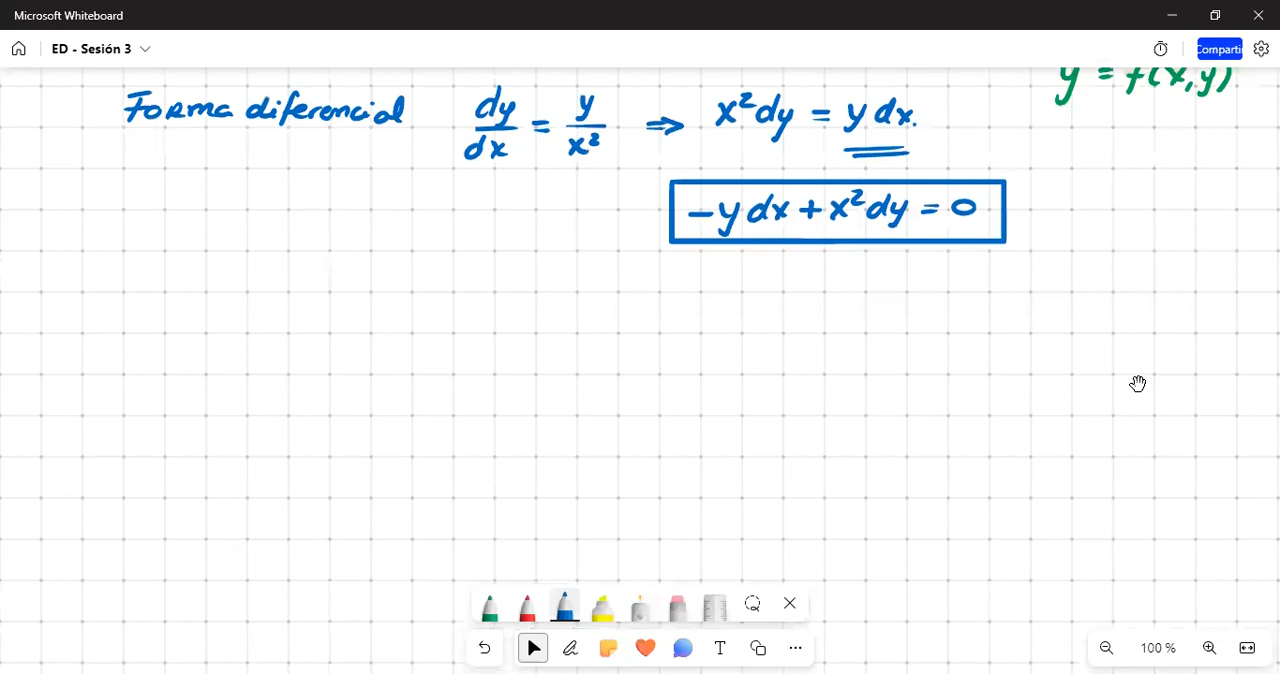 Microsoft Whiteboard
ED - Sesión 3
Compartir
y = f(x,y)
Forma diferencial dy/dx = y/x² ⇒ x²dy = y dx.
-y dx + x²dy = 0
T
100 %